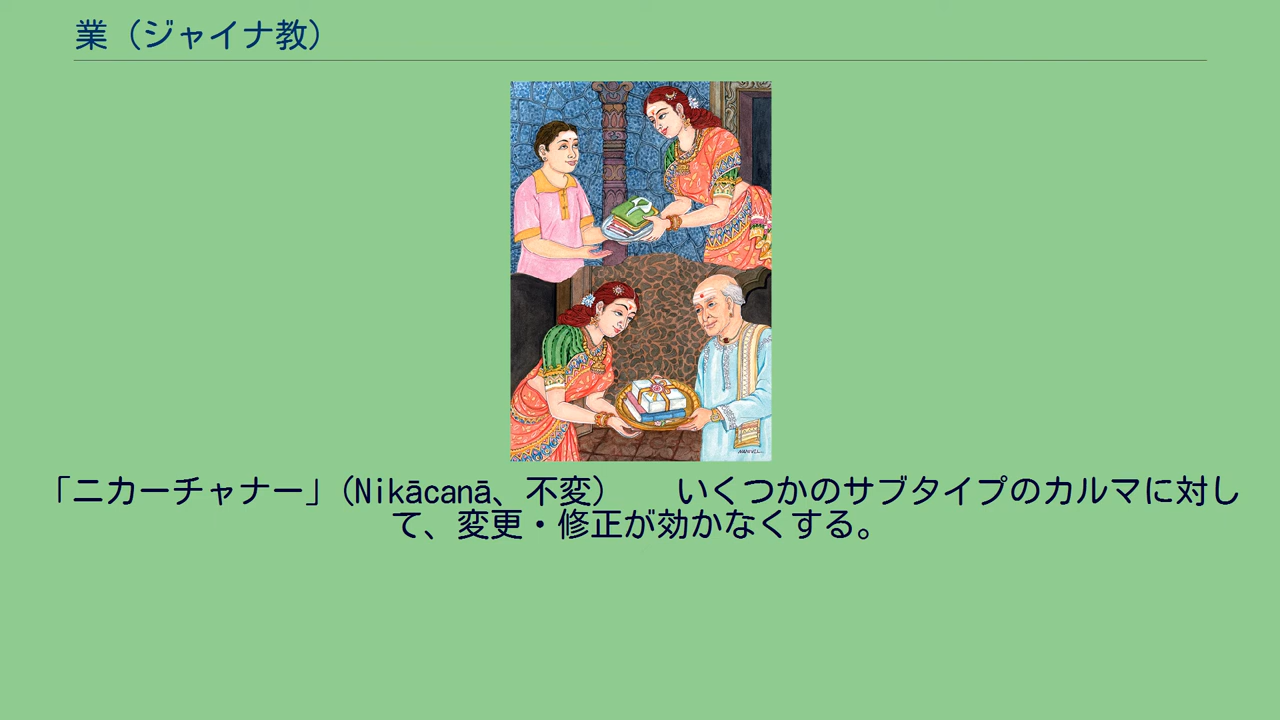 業（ジャイナ教）
「ニカーチャナー」(Nikācanā、不変)　　いくつかのサブタイプのカルマに対し
て、変更・修正が効かなくする。